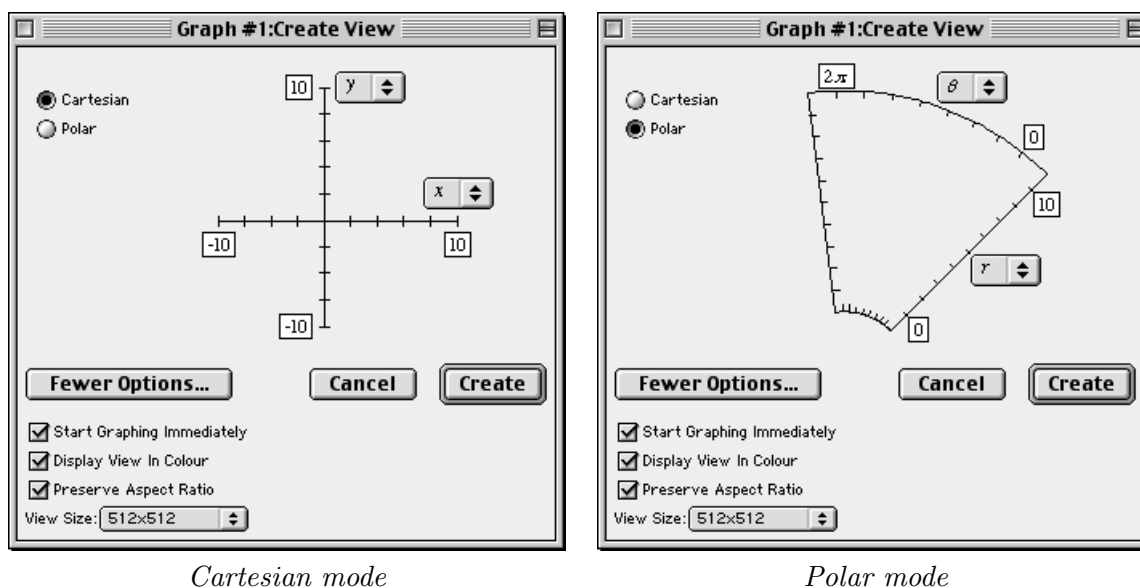 Graph #1:Create View
Cartesian
Polar
10
y
x
-10
10
-10
Fewer Options...
Cancel
Create
Start Graphing Immediately
Display View In Colour
Preserve Aspect Ratio
View Size: 512x512
Cartesian mode
Graph #1:Create View
Cartesian
Polar
2π
θ
0
10
r
0
Fewer Options...
Cancel
Create
Start Graphing Immediately
Display View In Colour
Preserve Aspect Ratio
View Size: 512x512
Polar mode